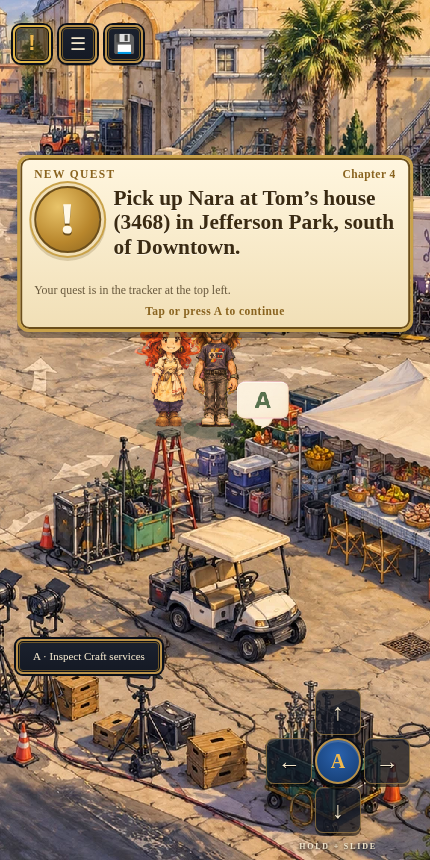 NEW QUEST
Chapter 4
!
Pick up Nara at Tom’s house
(3468) in Jefferson Park, south
of Downtown.
Your quest is in the tracker at the top left.
Tap or press A to continue
A
A · Inspect Craft services
A
HOLD + SLIDE